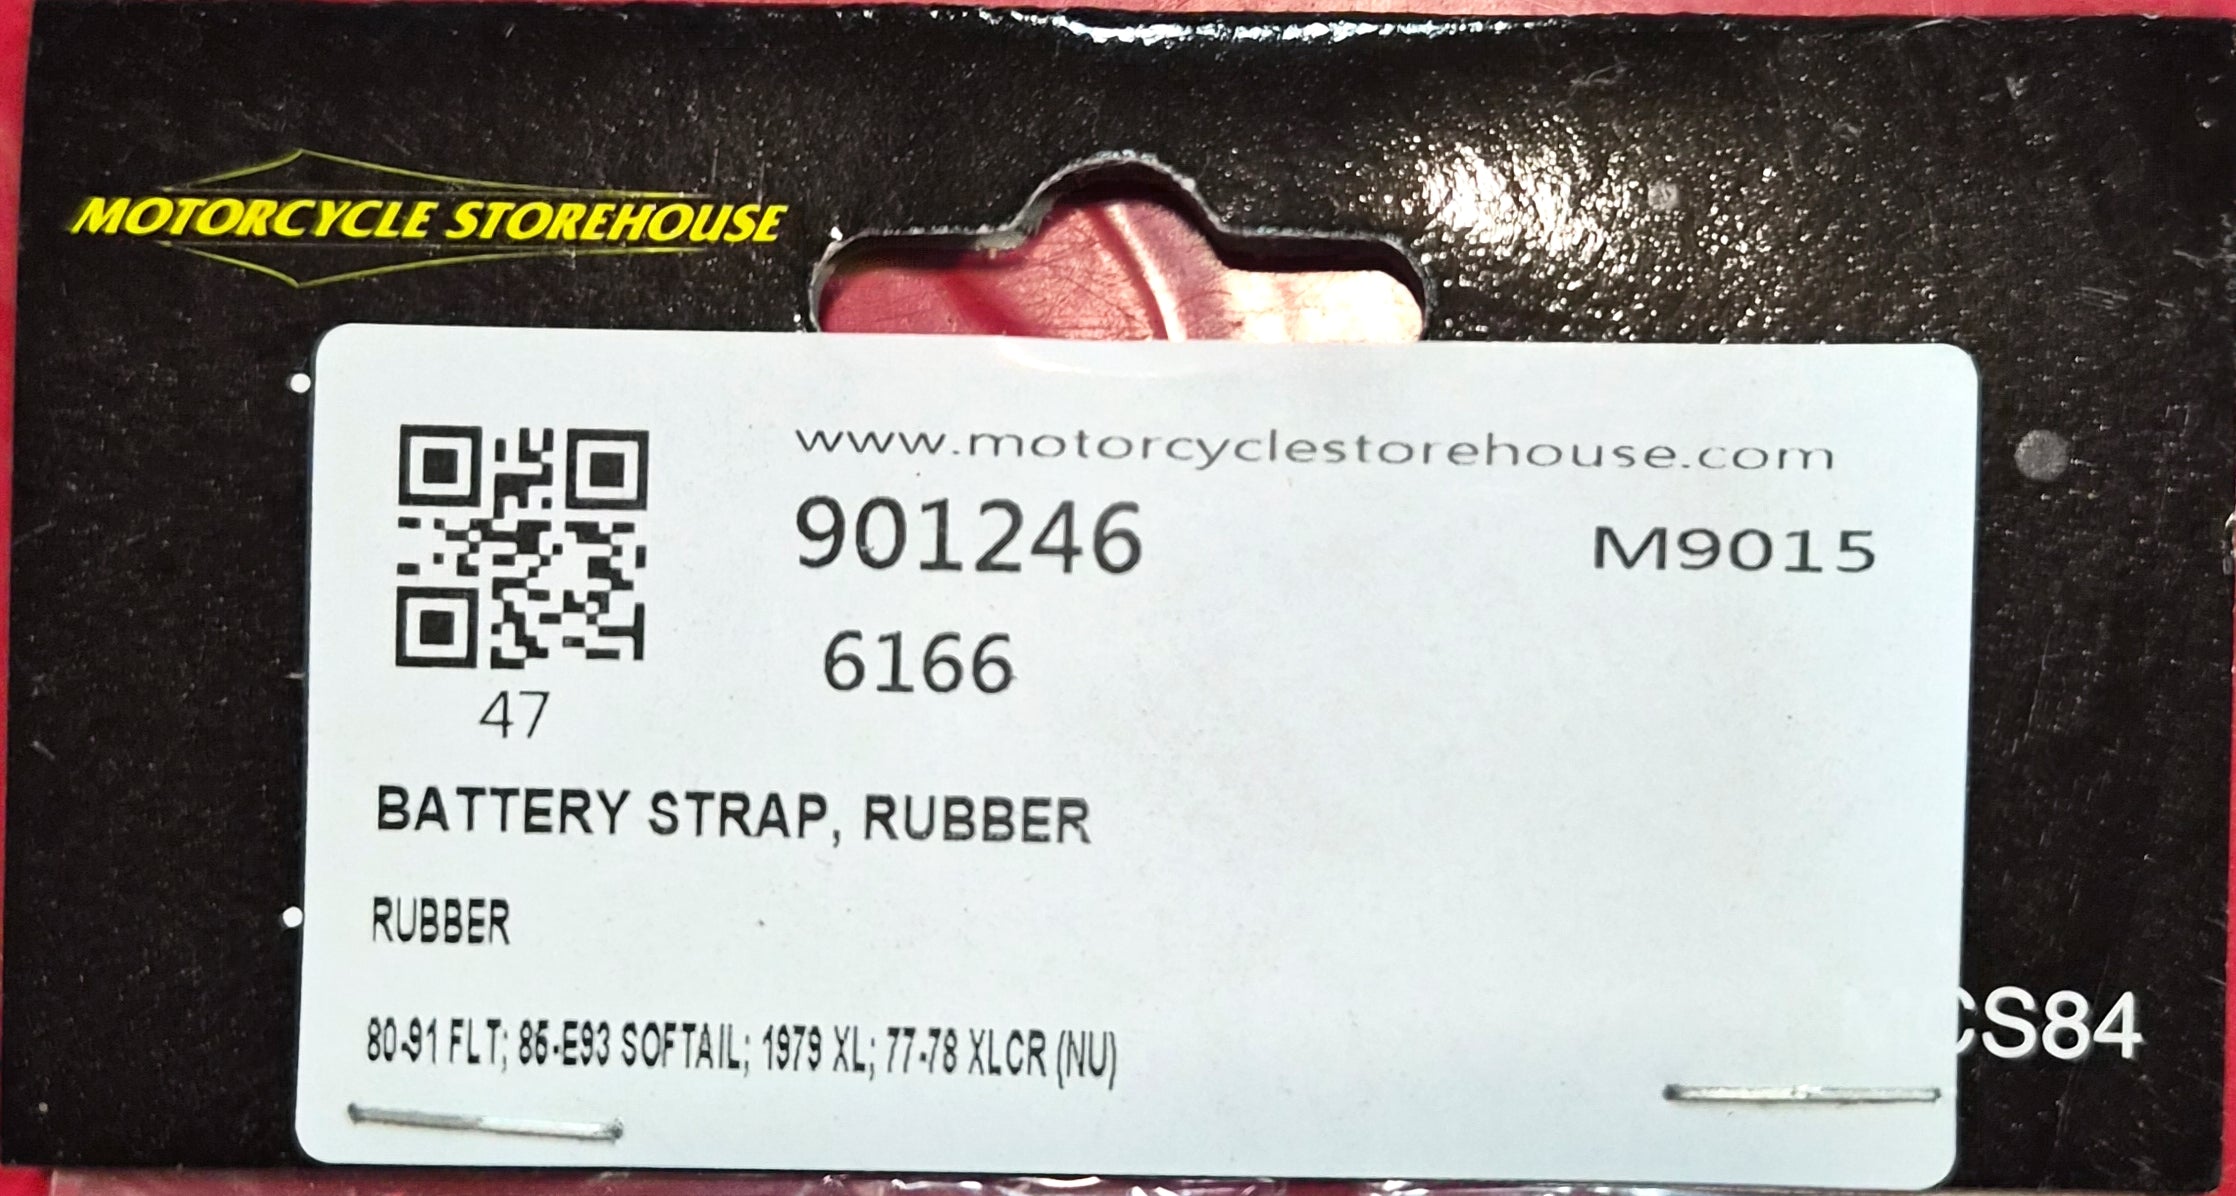 MOTORCYCLE STOREHOUSE
www.motorcyclestorehouse.com
901246
M9015
6166
47
BATTERY STRAP, RUBBER
RUBBER
80-91 FLT; 86-E93 SOFTAIL; 1979 XL; 77-78 XLCR (NU)
CS84